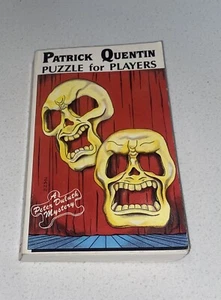 PATRICK QUENTIN
PUZZLE for PLAYERS
A
Peter Duluth
Mystery